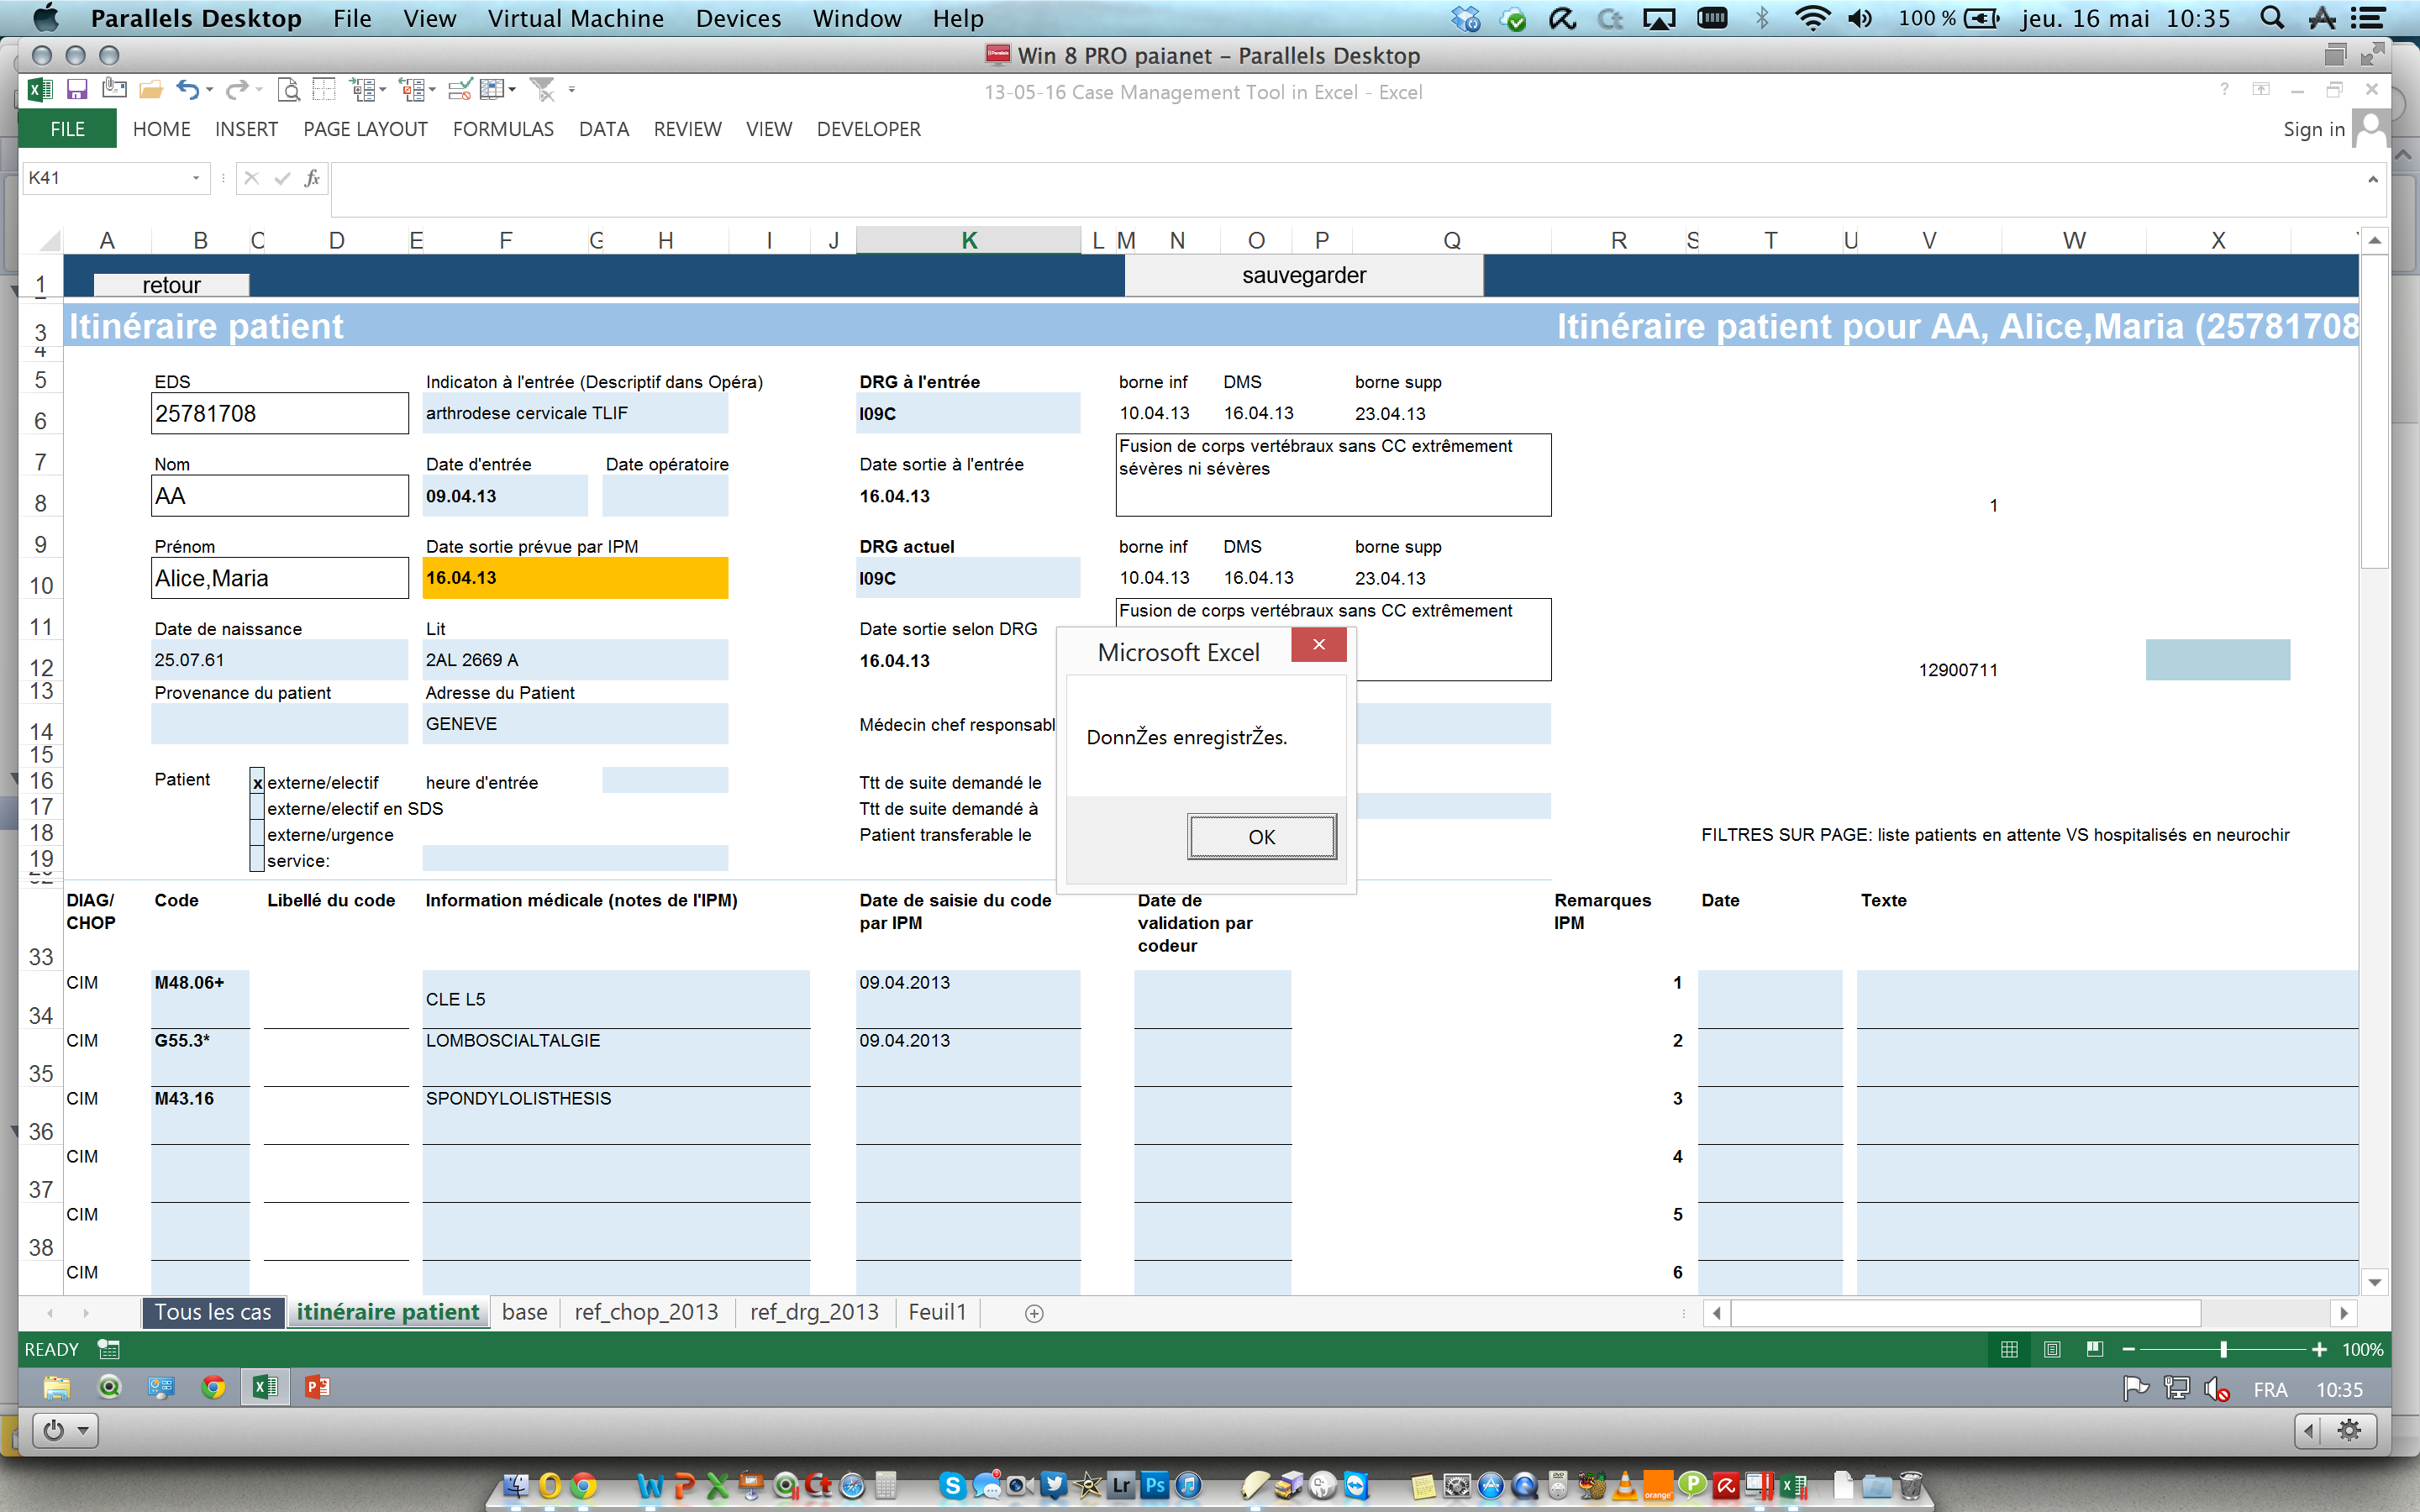 Parallels Desktop File View Virtual Machine Devices Window Help 100 % jeu. 16 mai 10:35
Win 8 PRO paianet – Parallels Desktop
13-05-16 Case Management Tool in Excel - Excel
FILE HOME INSERT PAGE LAYOUT FORMULAS DATA REVIEW VIEW DEVELOPER Sign in
K41 fx
A B C D E F G H I J K L M N O P Q R S T U V W X
1 retour sauvegarder
3 Itinéraire patient Itinéraire patient pour AA, Alice,Maria (25781708
4
5 EDS Indicaton à l'entrée (Descriptif dans Opéra) DRG à l'entrée borne inf DMS borne supp
6 25781708 arthrodese cervicale TLIF I09C 10.04.13 16.04.13 23.04.13
Fusion de corps vertébraux sans CC extrêmement
sévères ni sévères
7 Nom Date d'entrée Date opératoire Date sortie à l'entrée
8 AA 09.04.13 16.04.13 1
9 Prénom Date sortie prévue par IPM DRG actuel borne inf DMS borne supp
10 Alice,Maria 16.04.13 I09C 10.04.13 16.04.13 23.04.13
Fusion de corps vertébraux sans CC extrêmement
11 Date de naissance Lit Date sortie selon DRG
12 25.07.61 2AL 2669 A 16.04.13 12900711
13 Provenance du patient Adresse du Patient
14 GENEVE Médecin chef responsabl
15
16 Patient x externe/electif heure d'entrée Ttt de suite demandé le
17 externe/electif en SDS Ttt de suite demandé à
18 externe/urgence Patient transferable le FILTRES SUR PAGE: liste patients en attente VS hospitalisés en neurochir
19 service:
Microsoft Excel
DonnŽes enregistrŽes.
OK
DIAG/ Code Libellé du code Information médicale (notes de l'IPM) Date de saisie du code Date de Remarques Date Texte
CHOP par IPM validation par IPM
33 codeur
34 CIM M48.06+ CLE L5 09.04.2013 1
35 CIM G55.3* LOMBOSCIALTALGIE 09.04.2013 2
36 CIM M43.16 SPONDYLOLISTHESIS 3
37 CIM 4
38 CIM 5
CIM 6
Tous les cas itinéraire patient base ref_chop_2013 ref_drg_2013 Feuil1
READY 100%
FRA 10:35